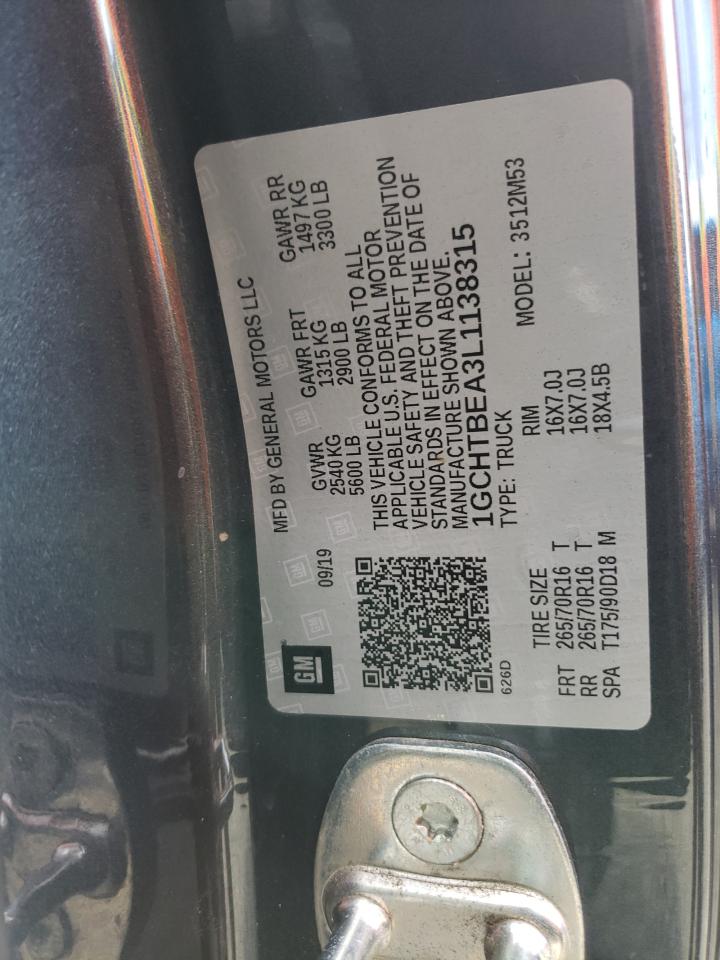 GM
MFD BY GENERAL MOTORS LLC
09/19
GVWR GAWR FRT GAWR RR
2540 KG 1315 KG 1497 KG
5600 LB 2900 LB 3300 LB
THIS VEHICLE CONFORMS TO ALL
APPLICABLE U.S. FEDERAL MOTOR
VEHICLE SAFETY AND THEFT PREVENTION
STANDARDS IN EFFECT ON THE DATE OF
MANUFACTURE SHOWN ABOVE.
1GCHTBEA3L1138315
626D
TYPE: TRUCK MODEL: 3512M53
TIRE SIZE RIM
FRT 265/70R16 T 16X7.0J
RR 265/70R16 T 16X7.0J
SPA T175/90D18 M 18X4.5B